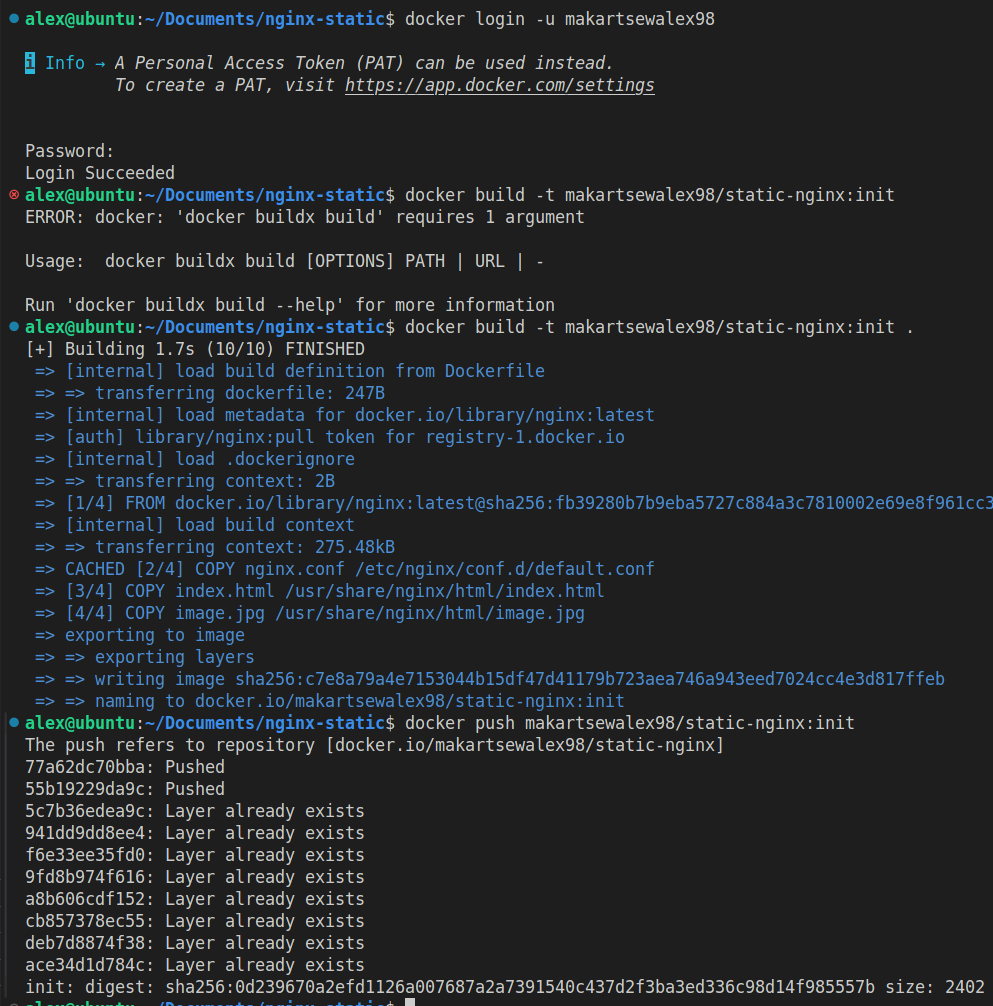 alex@ubuntu:~/Documents/nginx-static$ docker login -u makartsewalex98
i Info → A Personal Access Token (PAT) can be used instead.
To create a PAT, visit https://app.docker.com/settings
Password:
Login Succeeded
alex@ubuntu:~/Documents/nginx-static$ docker build -t makartsewalex98/static-nginx:init
ERROR: docker: 'docker buildx build' requires 1 argument
Usage:  docker buildx build [OPTIONS] PATH | URL | -
Run 'docker buildx build --help' for more information
alex@ubuntu:~/Documents/nginx-static$ docker build -t makartsewalex98/static-nginx:init .
[+] Building 1.7s (10/10) FINISHED
=> [internal] load build definition from Dockerfile
=> => transferring dockerfile: 247B
=> [internal] load metadata for docker.io/library/nginx:latest
=> [auth] library/nginx:pull token for registry-1.docker.io
=> [internal] load .dockerignore
=> => transferring context: 2B
=> [1/4] FROM docker.io/library/nginx:latest@sha256:fb39280b7b9eba5727c884a3c7810002e69e8f961cc3
=> [internal] load build context
=> => transferring context: 275.48kB
=> CACHED [2/4] COPY nginx.conf /etc/nginx/conf.d/default.conf
=> [3/4] COPY index.html /usr/share/nginx/html/index.html
=> [4/4] COPY image.jpg /usr/share/nginx/html/image.jpg
=> exporting to image
=> => exporting layers
=> => writing image sha256:c7e8a79a4e7153044b15df47d41179b723aea746a943eed7024cc4e3d817ffeb
=> => naming to docker.io/makartsewalex98/static-nginx:init
alex@ubuntu:~/Documents/nginx-static$ docker push makartsewalex98/static-nginx:init
The push refers to repository [docker.io/makartsewalex98/static-nginx]
77a62dc70bba: Pushed
55b19229da9c: Pushed
5c7b36edea9c: Layer already exists
941dd9dd8ee4: Layer already exists
f6e33ee35fd0: Layer already exists
9fd8b974f616: Layer already exists
a8b606cdf152: Layer already exists
cb857378ec55: Layer already exists
deb7d8874f38: Layer already exists
ace34d1d784c: Layer already exists
init: digest: sha256:0d239670a2efd1126a007687a2a7391540c437d2f3ba3ed336c98d14f985557b size: 2402
alex@ubuntu:~/Documents/nginx-static$